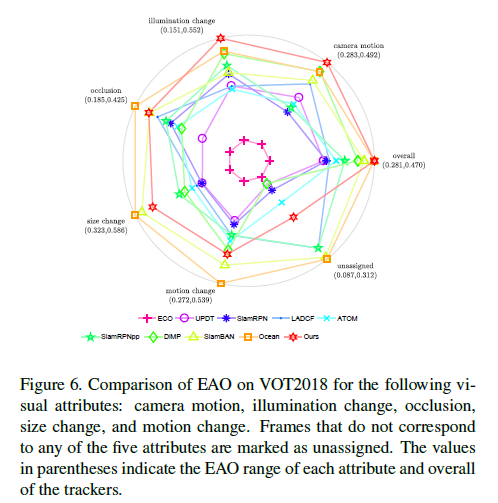 illumination change
(0.151,0.552)
camera motion
(0.283,0.492)
occlusion
(0.185,0.425)
overall
(0.281,0.470)
size change
(0.323,0.586)
unassigned
(0.087,0.312)
motion change
(0.272,0.539)
ECO UPDT SiamRPN LADCF ATOM
SiamRPNpp DiMP SiamBAN Ocean Ours
Figure 6. Comparison of EAO on VOT2018 for the following vi-
sual attributes: camera motion, illumination change, occlusion,
size change, and motion change. Frames that do not correspond
to any of the five attributes are marked as unassigned. The values
in parentheses indicate the EAO range of each attribute and overall
of the trackers.